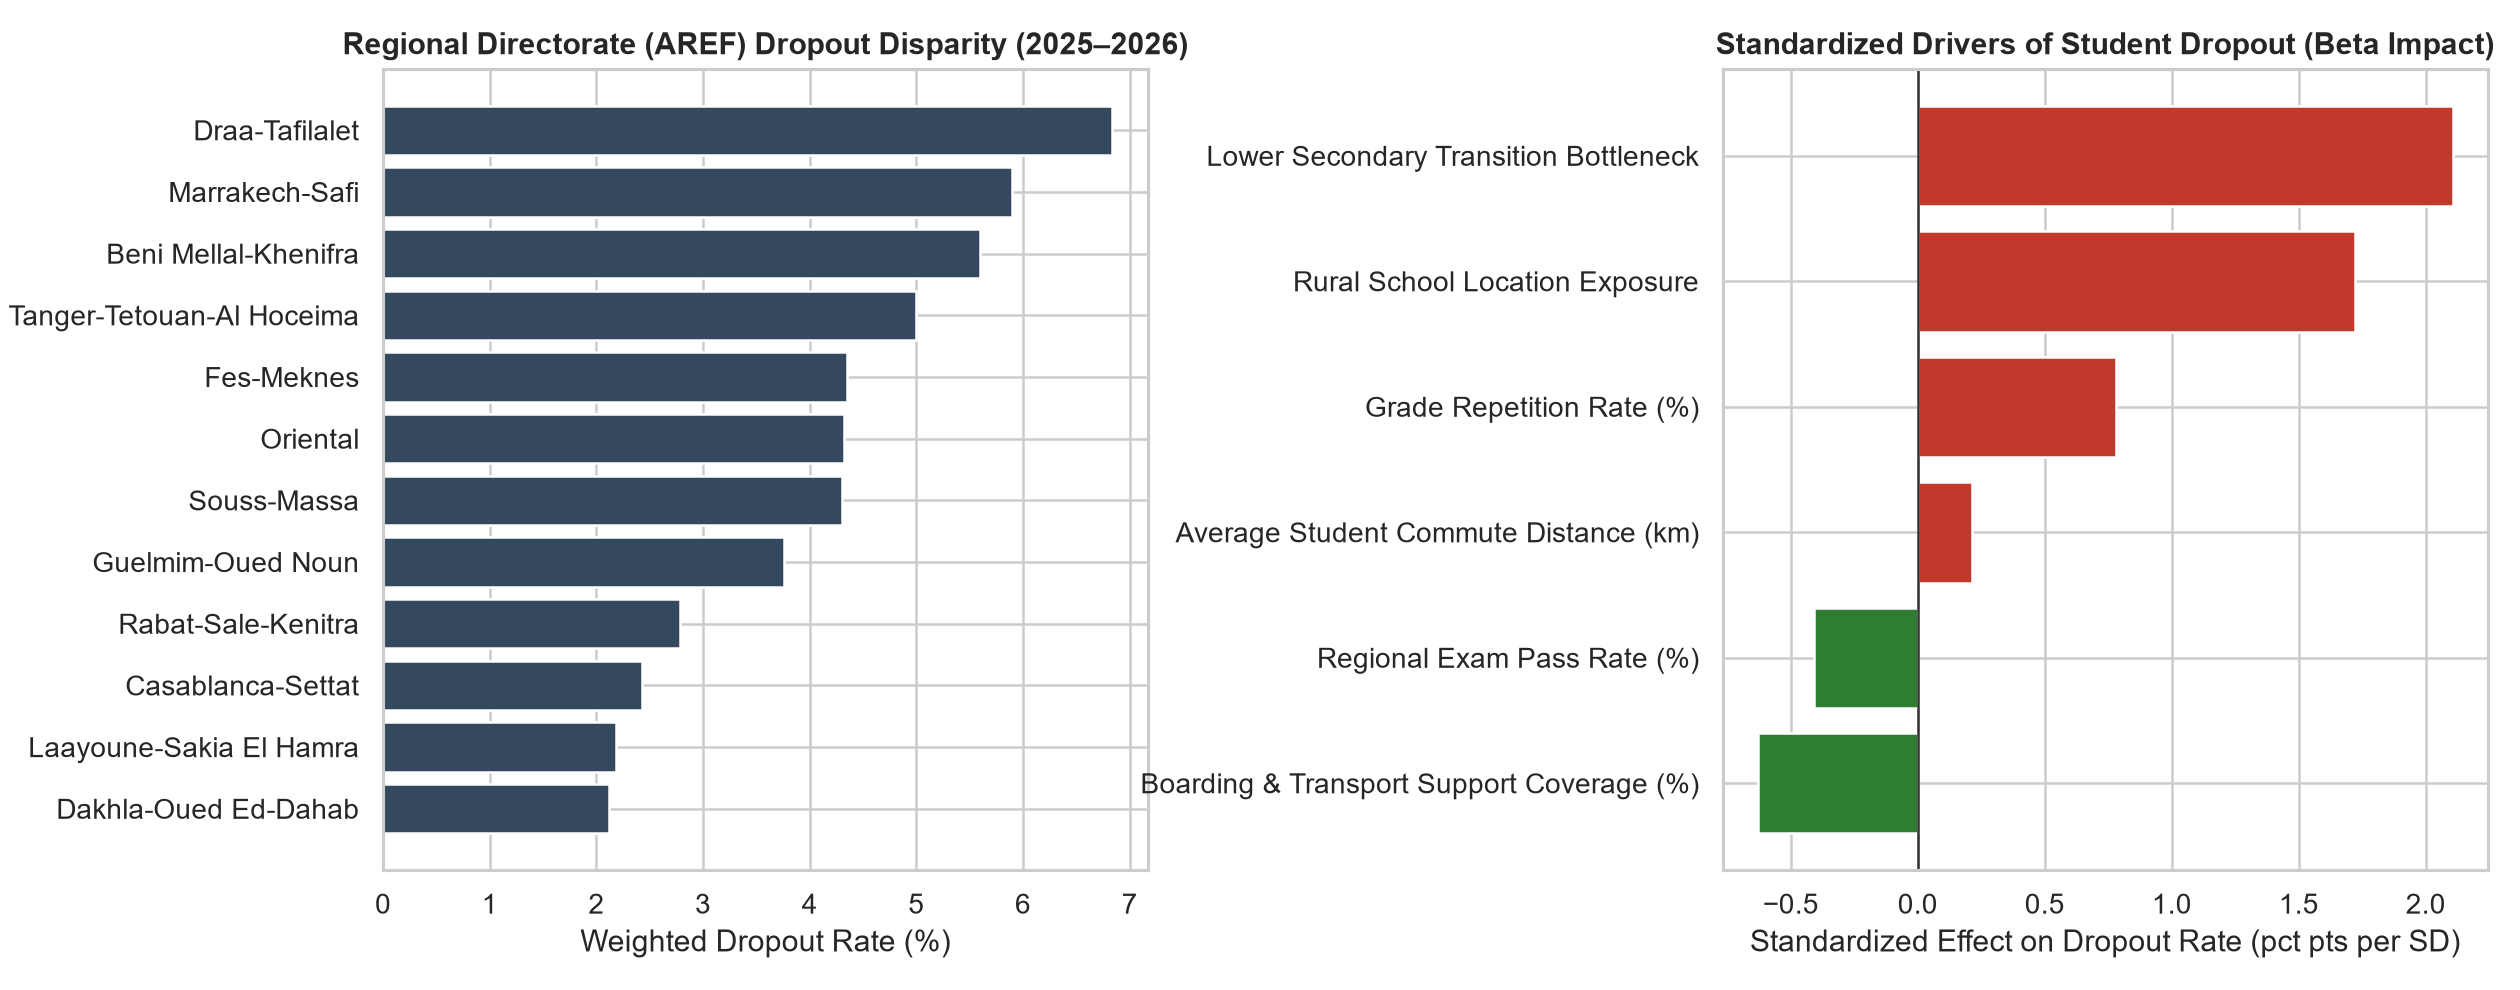 Regional Directorate (AREF) Dropout Disparity (2025–2026)
Draa-Tafilalet
Marrakech-Safi
Beni Mellal-Khenifra
Tanger-Tetouan-Al Hoceima
Fes-Meknes
Oriental
Souss-Massa
Guelmim-Oued Noun
Rabat-Sale-Kenitra
Casablanca-Settat
Laayoune-Sakia El Hamra
Dakhla-Oued Ed-Dahab
0 1 2 3 4 5 6 7
Weighted Dropout Rate (%)
Standardized Drivers of Student Dropout (Beta Impact)
Lower Secondary Transition Bottleneck
Rural School Location Exposure
Grade Repetition Rate (%)
Average Student Commute Distance (km)
Regional Exam Pass Rate (%)
Boarding & Transport Support Coverage (%)
−0.5 0.0 0.5 1.0 1.5 2.0
Standardized Effect on Dropout Rate (pct pts per SD)